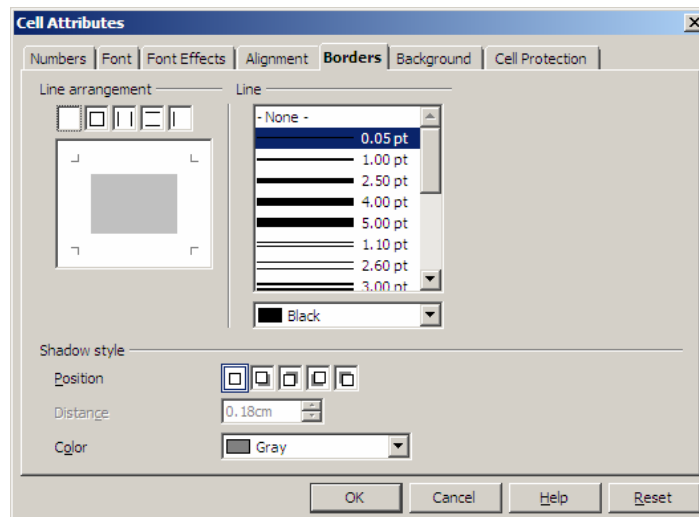 Cell Attributes
Numbers Font Font Effects Alignment Borders Background Cell Protection
Line arrangement
Line
- None -
0.05 pt
1.00 pt
2.50 pt
4.00 pt
5.00 pt
1.10 pt
2.60 pt
3.00 pt
Black
Shadow style
Position
Distance
0.18cm
Color
Gray
OK Cancel Help Reset